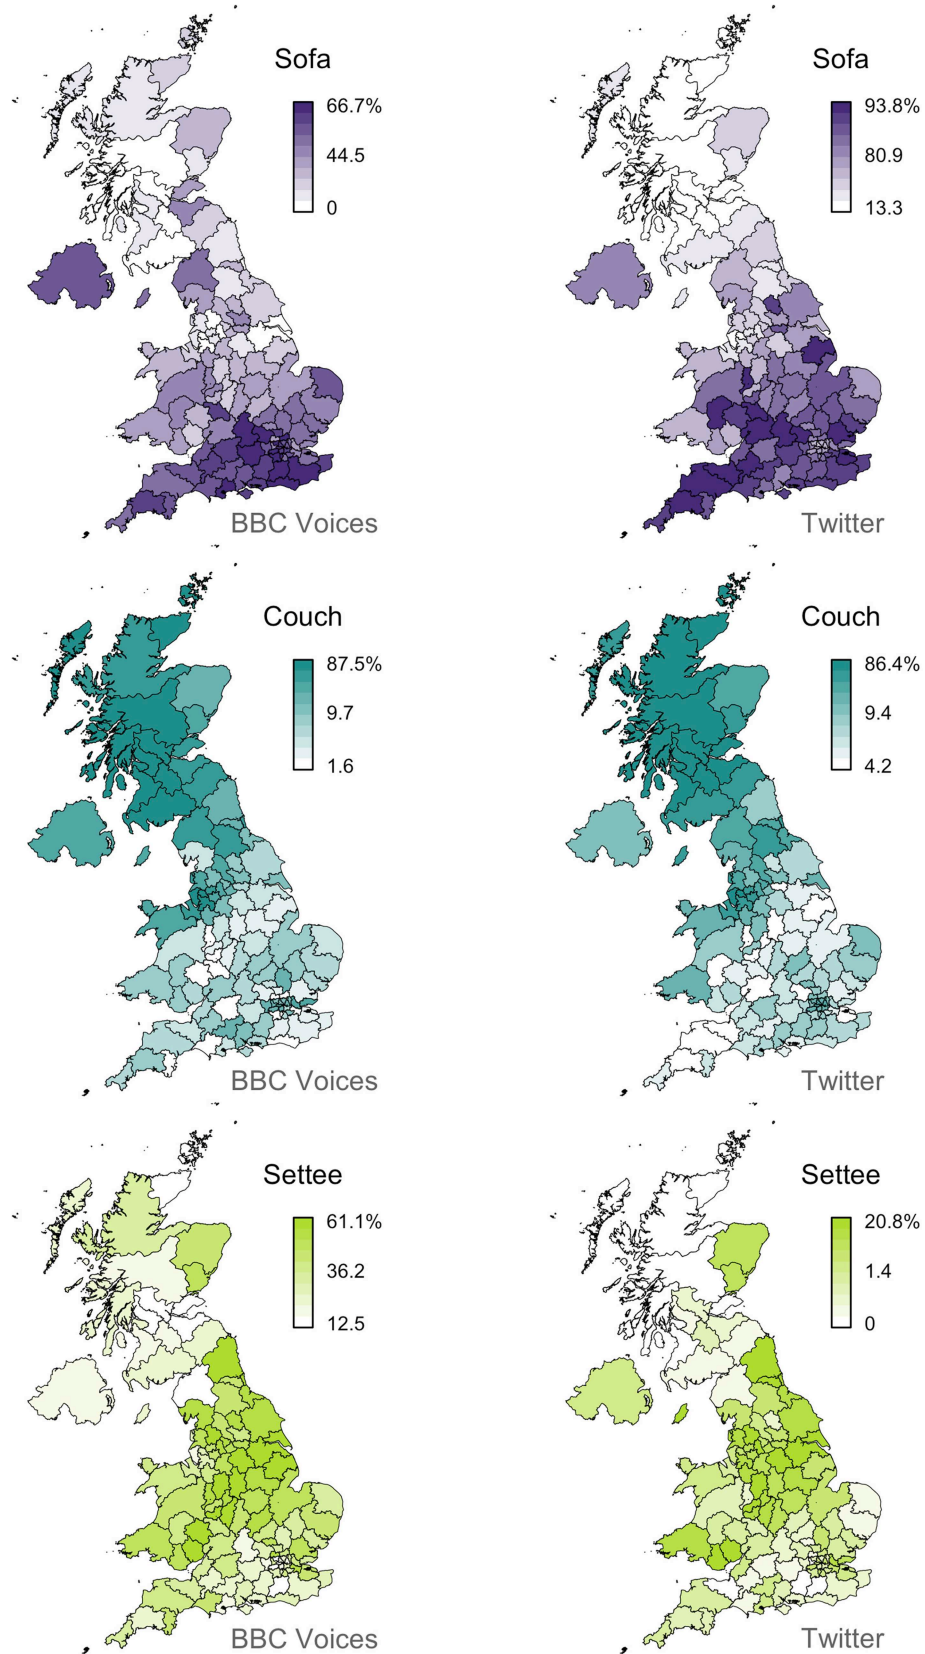 Sofa
66.7%
44.5
0
BBC Voices
Sofa
93.8%
80.9
13.3
Twitter
Couch
87.5%
9.7
1.6
BBC Voices
Couch
86.4%
9.4
4.2
Twitter
Settee
61.1%
36.2
12.5
BBC Voices
Settee
20.8%
1.4
0
Twitter